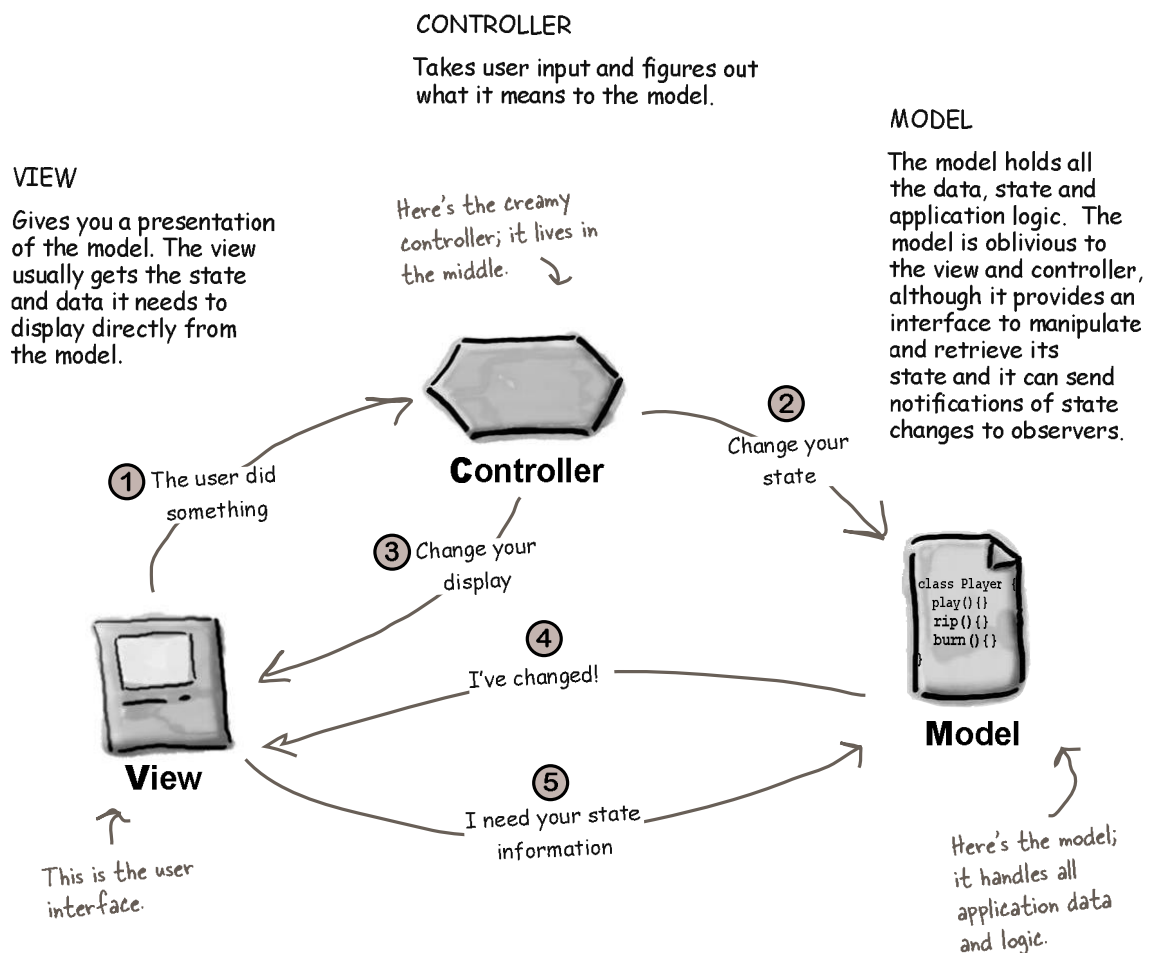 CONTROLLER
Takes user input and figures out
what it means to the model.
MODEL
The model holds all
the data, state and
application logic. The
model is oblivious to
the view and controller,
although it provides an
interface to manipulate
and retrieve its
state and it can send
notifications of state
changes to observers.
VIEW
Gives you a presentation
of the model. The view
usually gets the state
and data it needs to
display directly from
the model.
Here's the creamy
controller; it lives in
the middle.
Controller
1 The user did
something
2
Change your
state
3 Change your
display
4
I've changed!
5
I need your state
information
class Player {
play(){}
rip(){}
burn(){}
}
Model
View
This is the user
interface.
Here's the model;
it handles all
application data
and logic.